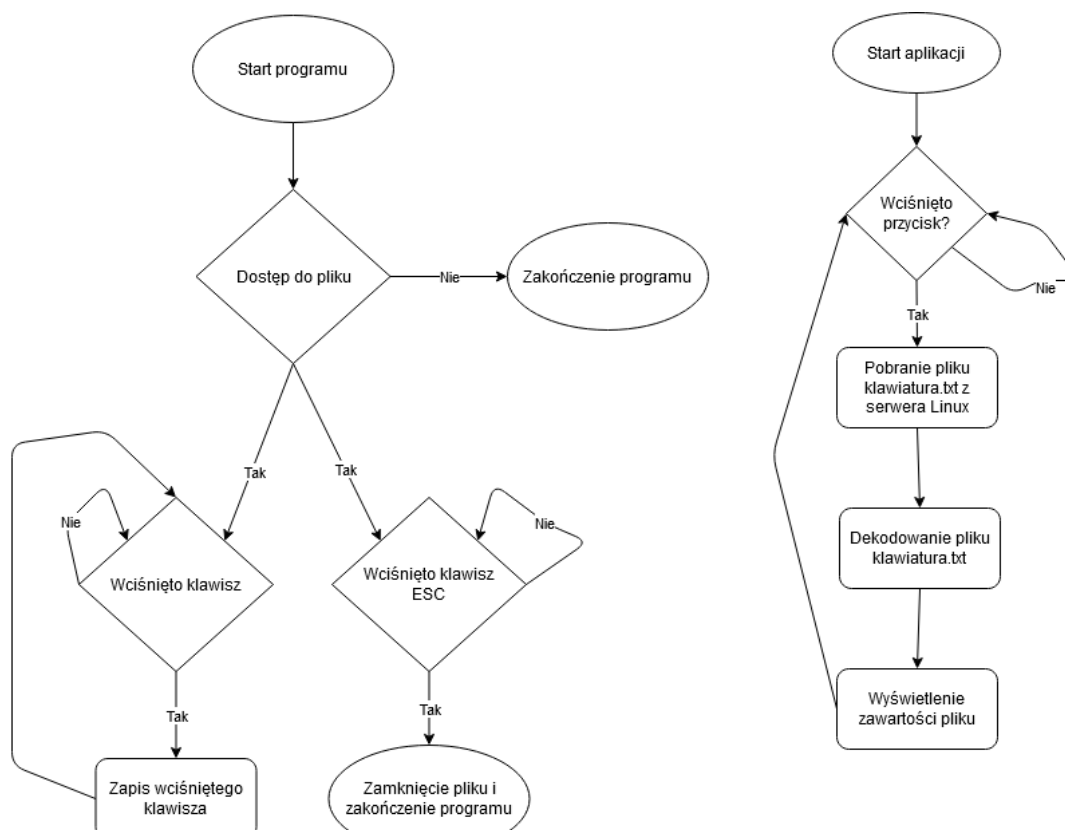 Start programu
Dostęp do pliku
Nie
Zakończenie programu
Tak
Tak
Nie
Wciśnięto klawisz
Wciśnięto klawisz
ESC
Nie
Tak
Tak
Zapis wciśniętego
klawisza
Zamknięcie pliku i
zakończenie programu
Start aplikacji
Wciśnięto
przycisk?
Nie
Tak
Pobranie pliku
klawiatura.txt z
serwera Linux
Dekodowanie pliku
klawiatura.txt
Wyświetlenie
zawartości pliku